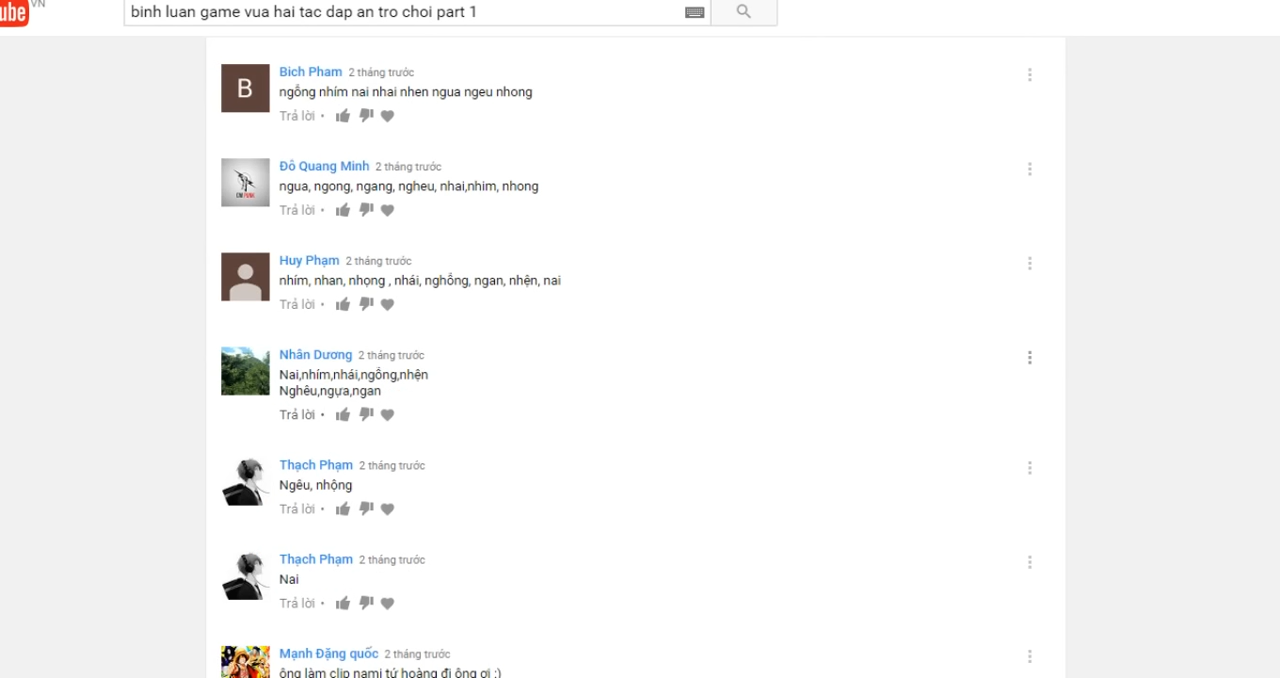 ube VN
binh luan game vua hai tac dap an tro choi part 1
B
Bich Pham 2 tháng trước
ngỗng nhím nai nhai nhen ngua ngeu nhong
Trả lời •
Đô Quang Minh 2 tháng trước
ngua, ngong, ngang, ngheu, nhai,nhim, nhong
Trả lời •
Huy Phạm 2 tháng trước
nhím, nhan, nhọng , nhái, nghỗng, ngan, nhện, nai
Trả lời •
Nhân Dương 2 tháng trước
Nai,nhím,nhái,ngông,nhện
Nghêu,ngựa,ngan
Trả lời •
Thạch Phạm 2 tháng trước
Ngêu, nhộng
Trả lời •
Thạch Phạm 2 tháng trước
Nai
Trả lời •
Mạnh Đặng quốc 2 tháng trước
ông làm clip nami tứ hoàng đi ông ơi :)